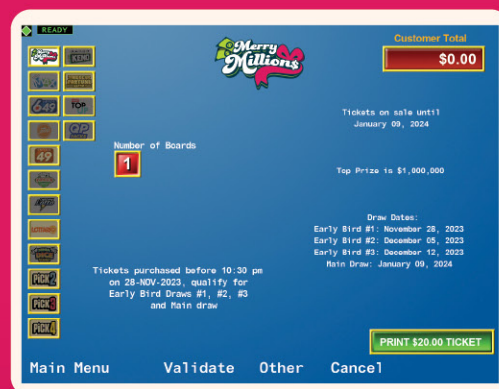 READY
Merry
Millions
Customer Total
$0.00
KENO
649
TOP
49
PICK2
PICK3
PICK4
Number of Boards
1
Tickets on sale until
January 09, 2024
Top Prize is $1,000,000
Draw Dates:
Early Bird #1: November 28, 2023
Early Bird #2: December 05, 2023
Early Bird #3: December 12, 2023
Main Draw: January 09, 2024
Tickets purchased before 10:30 pm
on 28-NOV-2023, qualify for
Early Bird Draws #1, #2, #3
and Main draw
PRINT $20.00 TICKET
Main Menu Validate Other Cancel